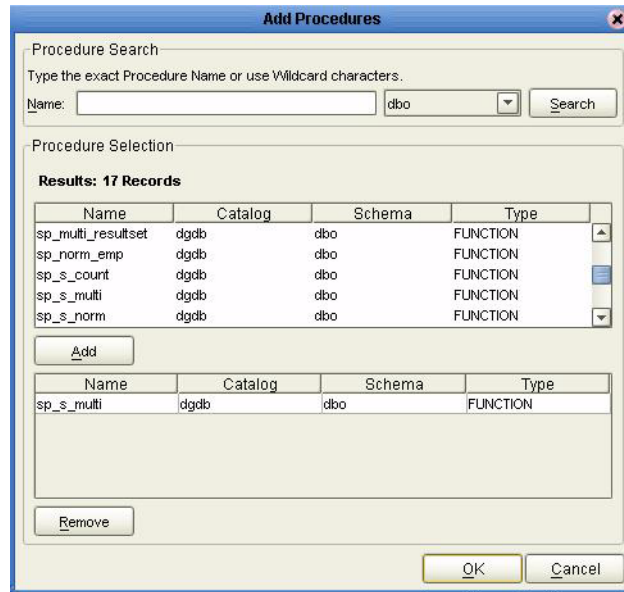 Add Procedures
Procedure Search
Type the exact Procedure Name or use Wildcard characters.
Name: dbo Search
Procedure Selection
Results: 17 Records
Name Catalog Schema Type
sp_multi_resultset dgdb dbo FUNCTION
sp_norm_emp dgdb dbo FUNCTION
sp_s_count dgdb dbo FUNCTION
sp_s_multi dgdb dbo FUNCTION
sp_s_norm dgdb dbo FUNCTION
Add
Name Catalog Schema Type
sp_s_multi dgdb dbo FUNCTION
Remove
OK Cancel